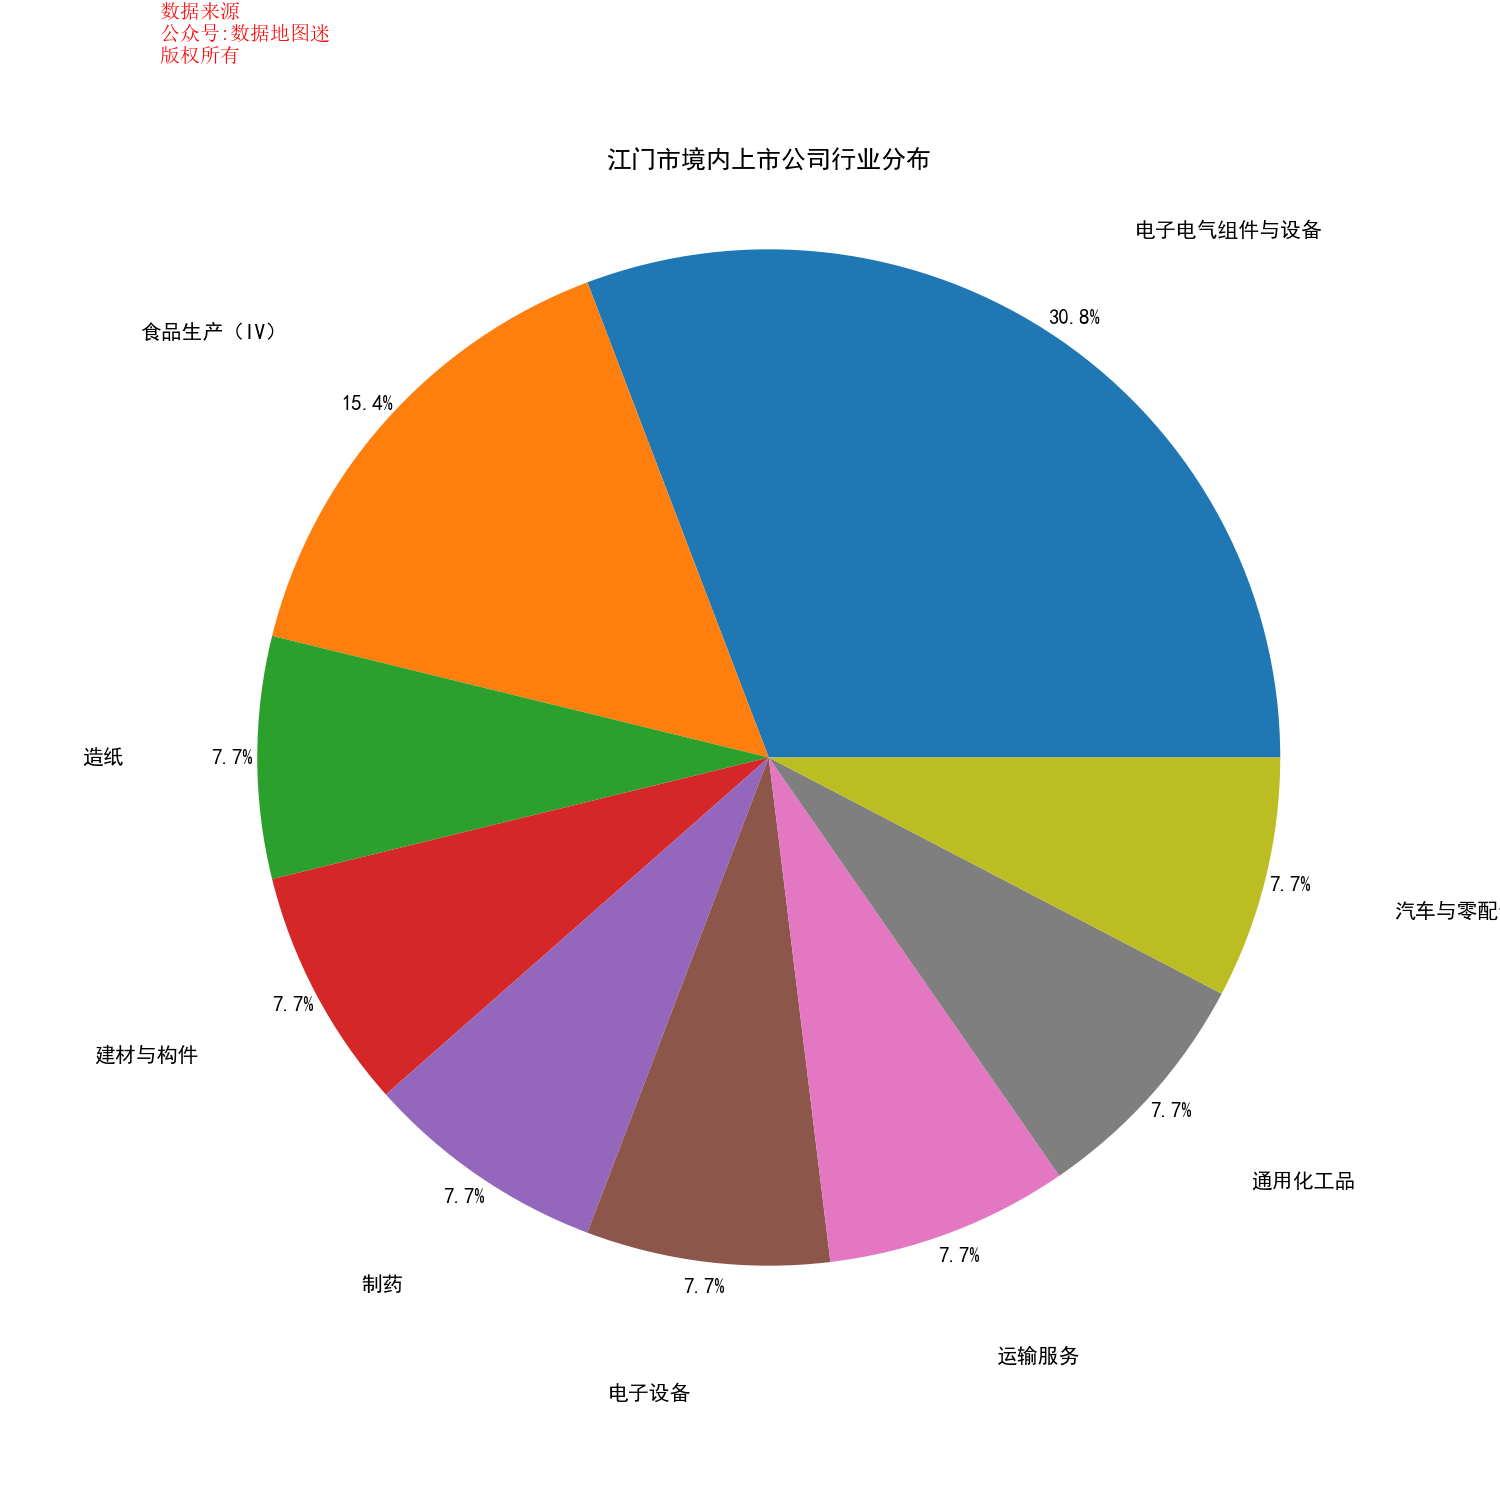 数据来源
公众号:数据地图迷
版权所有
江门市境内上市公司行业分布
电子电气组件与设备
30.8%
食品生产（IV）
15.4%
造纸
7.7%
建材与构件
7.7%
制药
7.7%
电子设备
7.7%
运输服务
7.7%
通用化工品
7.7%
汽车与零配
7.7%